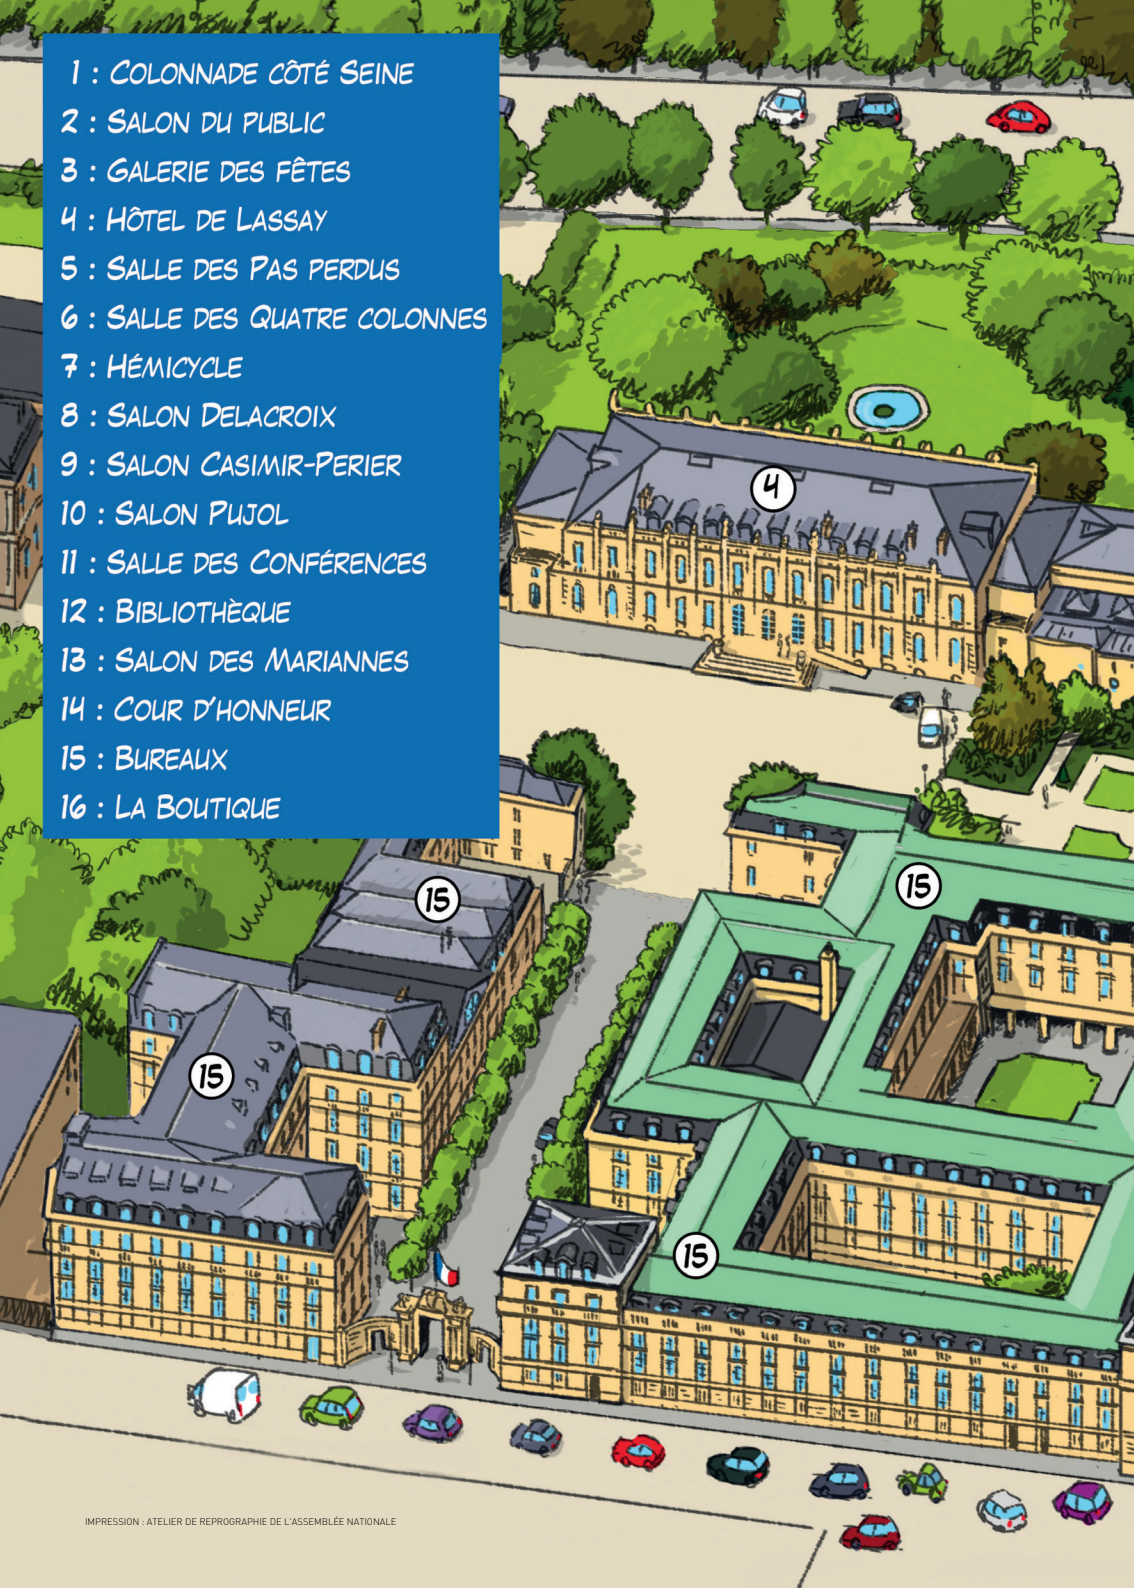 1 : Colonnade côté Seine
2 : Salon du public
3 : Galerie des fêtes
4 : Hôtel de Lassay
5 : Salle des Pas perdus
6 : Salle des Quatre colonnes
7 : Hémicycle
8 : Salon Delacroix
9 : Salon Casimir-Perier
10 : Salon Pujol
11 : Salle des Conférences
12 : Bibliothèque
13 : Salon des Mariannes
14 : Cour d'honneur
15 : Bureaux
16 : La Boutique
4
15
15
15
15
IMPRESSION : ATELIER DE REPROGRAPHIE DE L'ASSEMBLÉE NATIONALE